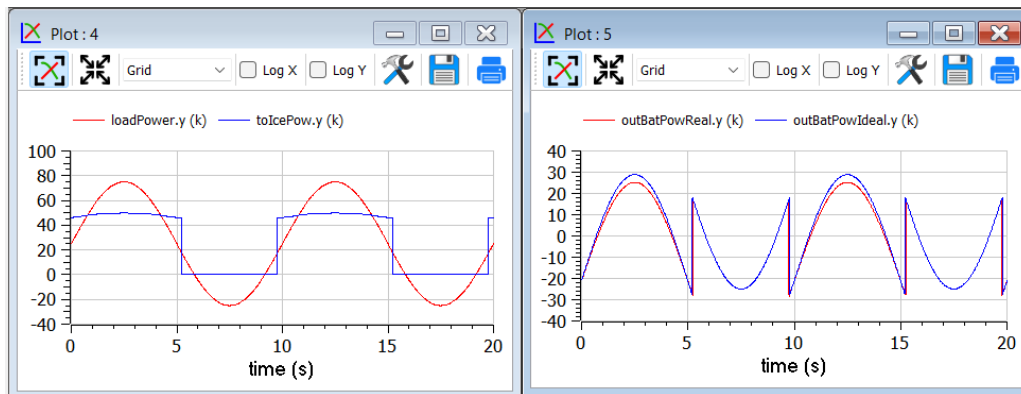 Plot : 4
Grid
Log X
Log Y
loadPower.y (k)
toIcePow.y (k)
100
80
60
40
20
0
-20
-40
0
5
10
15
20
time (s)
Plot : 5
Grid
Log X
Log Y
outBatPowReal.y (k)
outBatPowIdeal.y (k)
40
30
20
10
0
-10
-20
-30
-40
0
5
10
15
20
time (s)